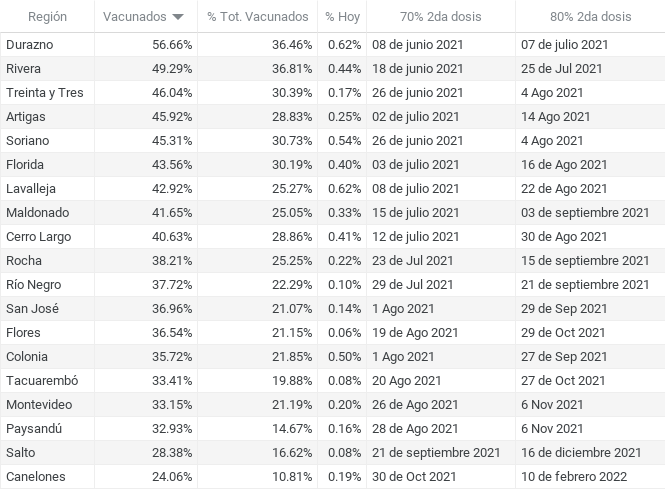 Región Vacunados % Tot. Vacunados % Hoy 70% 2da dosis 80% 2da dosis
Durazno 56.66% 36.46% 0.62% 08 de junio 2021 07 de julio 2021
Rivera 49.29% 36.81% 0.44% 18 de junio 2021 25 de Jul 2021
Treinta y Tres 46.04% 30.39% 0.17% 26 de junio 2021 4 Ago 2021
Artigas 45.92% 28.83% 0.25% 02 de julio 2021 14 Ago 2021
Soriano 45.31% 30.73% 0.54% 26 de junio 2021 4 Ago 2021
Florida 43.56% 30.19% 0.40% 03 de julio 2021 16 de Ago 2021
Lavalleja 42.92% 25.27% 0.62% 08 de julio 2021 22 de Ago 2021
Maldonado 41.65% 25.05% 0.33% 15 de julio 2021 03 de septiembre 2021
Cerro Largo 40.63% 28.86% 0.41% 12 de julio 2021 30 de Ago 2021
Rocha 38.21% 25.25% 0.22% 23 de Jul 2021 15 de septiembre 2021
Río Negro 37.72% 22.29% 0.10% 29 de Jul 2021 21 de septiembre 2021
San José 36.96% 21.07% 0.14% 1 Ago 2021 29 de Sep 2021
Flores 36.54% 21.15% 0.06% 19 de Ago 2021 29 de Oct 2021
Colonia 35.72% 21.85% 0.50% 1 Ago 2021 27 de Sep 2021
Tacuarembó 33.41% 19.88% 0.08% 20 Ago 2021 27 de Oct 2021
Montevideo 33.15% 21.19% 0.20% 26 de Ago 2021 6 Nov 2021
Paysandú 32.93% 14.67% 0.16% 28 de Ago 2021 6 Nov 2021
Salto 28.38% 16.62% 0.08% 21 de septiembre 2021 16 de diciembre 2021
Canelones 24.06% 10.81% 0.19% 30 de Oct 2021 10 de febrero 2022